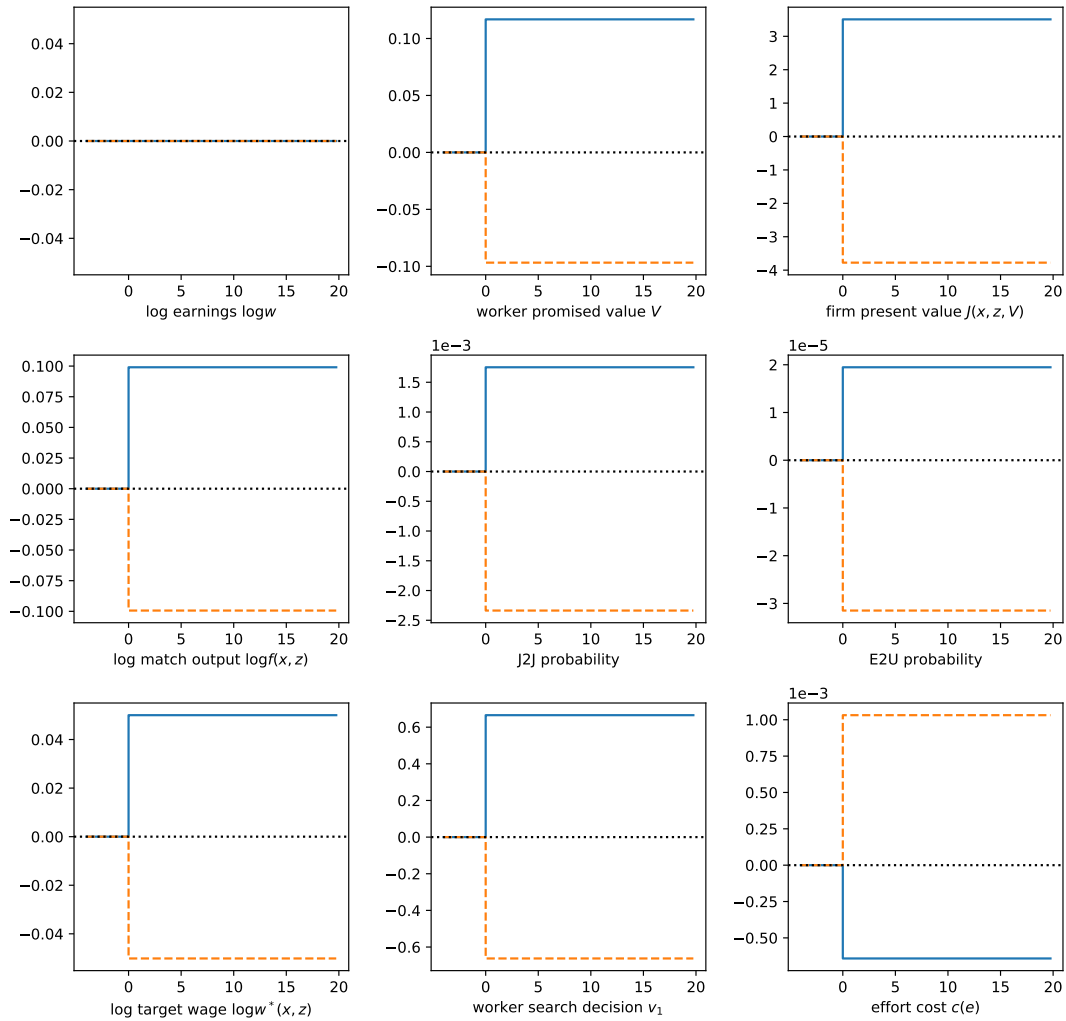 0.04
0.02
0.00
−0.02
−0.04
0 5 10 15 20
log earnings logw
0.10
0.05
0.00
−0.05
−0.10
0 5 10 15 20
worker promised value V
3
2
1
0
−1
−2
−3
−4
0 5 10 15 20
firm present value J(x, z, V)
0.100
0.075
0.050
0.025
0.000
−0.025
−0.050
−0.075
−0.100
0 5 10 15 20
log match output logf(x, z)
1e−3
1.5
1.0
0.5
0.0
−0.5
−1.0
−1.5
−2.0
−2.5
0 5 10 15 20
J2J probability
1e−5
2
1
0
−1
−2
−3
0 5 10 15 20
E2U probability
0.04
0.02
0.00
−0.02
−0.04
0 5 10 15 20
log target wage logw*(x, z)
0.6
0.4
0.2
0.0
−0.2
−0.4
−0.6
0 5 10 15 20
worker search decision v₁
1e−3
1.00
0.75
0.50
0.25
0.00
−0.25
−0.50
0 5 10 15 20
effort cost c(e)